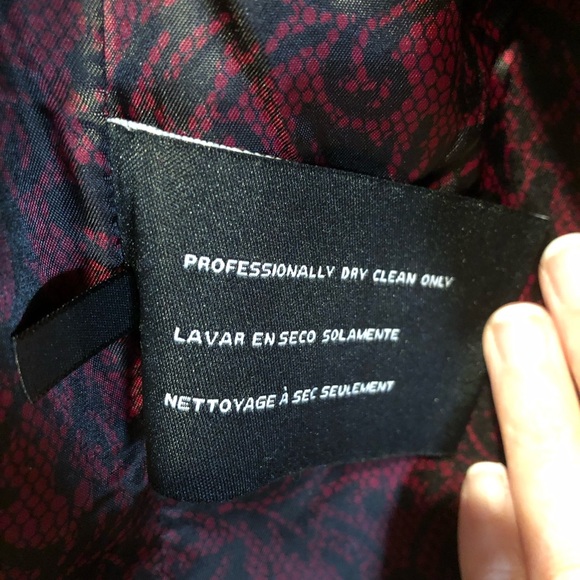 PROFESSIONALLY DRY CLEAN ONLY
LAVAR EN SECO SOLAMENTE
NETTOYAGE À SEC SEULEMENT